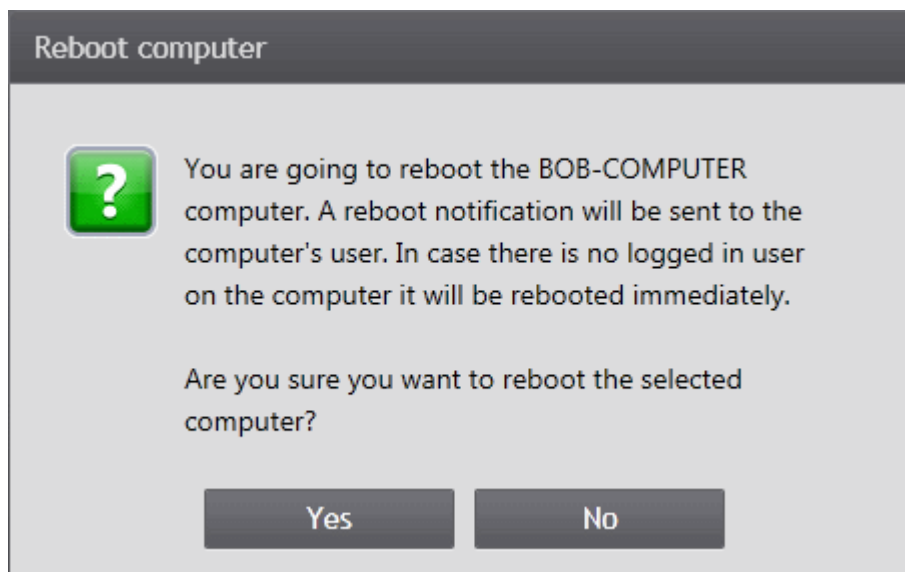 Reboot computer
?
You are going to reboot the BOB-COMPUTER
computer. A reboot notification will be sent to the
computer's user. In case there is no logged in user
on the computer it will be rebooted immediately.
Are you sure you want to reboot the selected
computer?
Yes
No